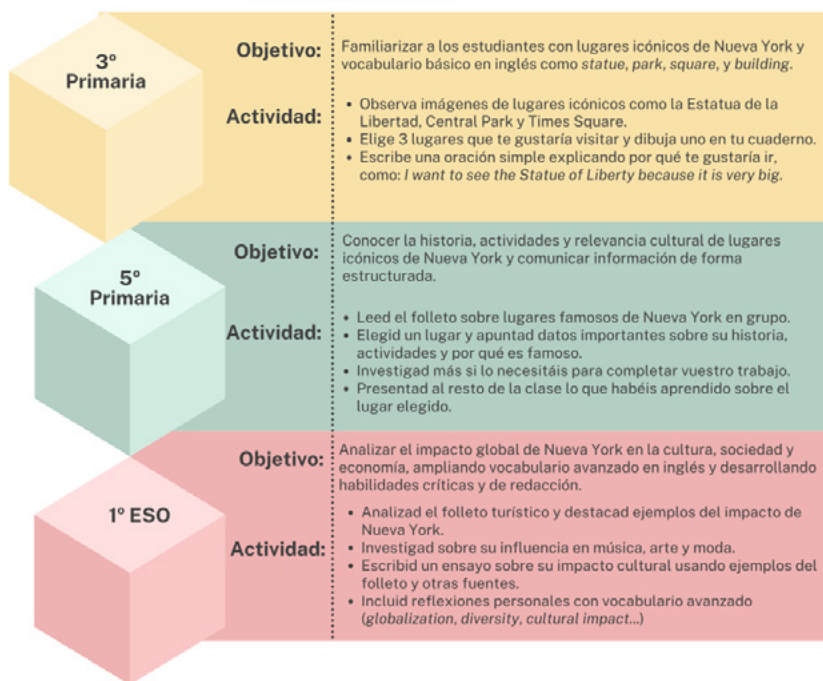 3º
Primaria
Objetivo:
Familiarizar a los estudiantes con lugares icónicos de Nueva York y
vocabulario básico en inglés como statue, park, square, y building.
Actividad:
• Observa imágenes de lugares icónicos como la Estatua de la
Libertad, Central Park y Times Square.
• Elige 3 lugares que te gustaría visitar y dibuja uno en tu cuaderno.
• Escribe una oración simple explicando por qué te gustaría ir,
como: I want to see the Statue of Liberty because it is very big.
5º
Primaria
Objetivo:
Conocer la historia, actividades y relevancia cultural de lugares
icónicos de Nueva York y comunicar información de forma
estructurada.
Actividad:
• Leed el folleto sobre lugares famosos de Nueva York en grupo.
• Elegid un lugar y apuntad datos importantes sobre su historia,
actividades y por qué es famoso.
• Investigad más si lo necesitáis para completar vuestro trabajo.
• Presentad al resto de la clase lo que habéis aprendido sobre el
lugar elegido.
1º ESO
Objetivo:
Analizar el impacto global de Nueva York en la cultura, sociedad y
economía, ampliando vocabulario avanzado en inglés y desarrollando
habilidades críticas y de redacción.
Actividad:
• Analizad el folleto turístico y destacad ejemplos del impacto de
Nueva York.
• Investigad sobre su influencia en música, arte y moda.
• Escribid un ensayo sobre su impacto cultural usando ejemplos del
folleto y otras fuentes.
• Incluid reflexiones personales con vocabulario avanzado
(globalization, diversity, cultural impact...)